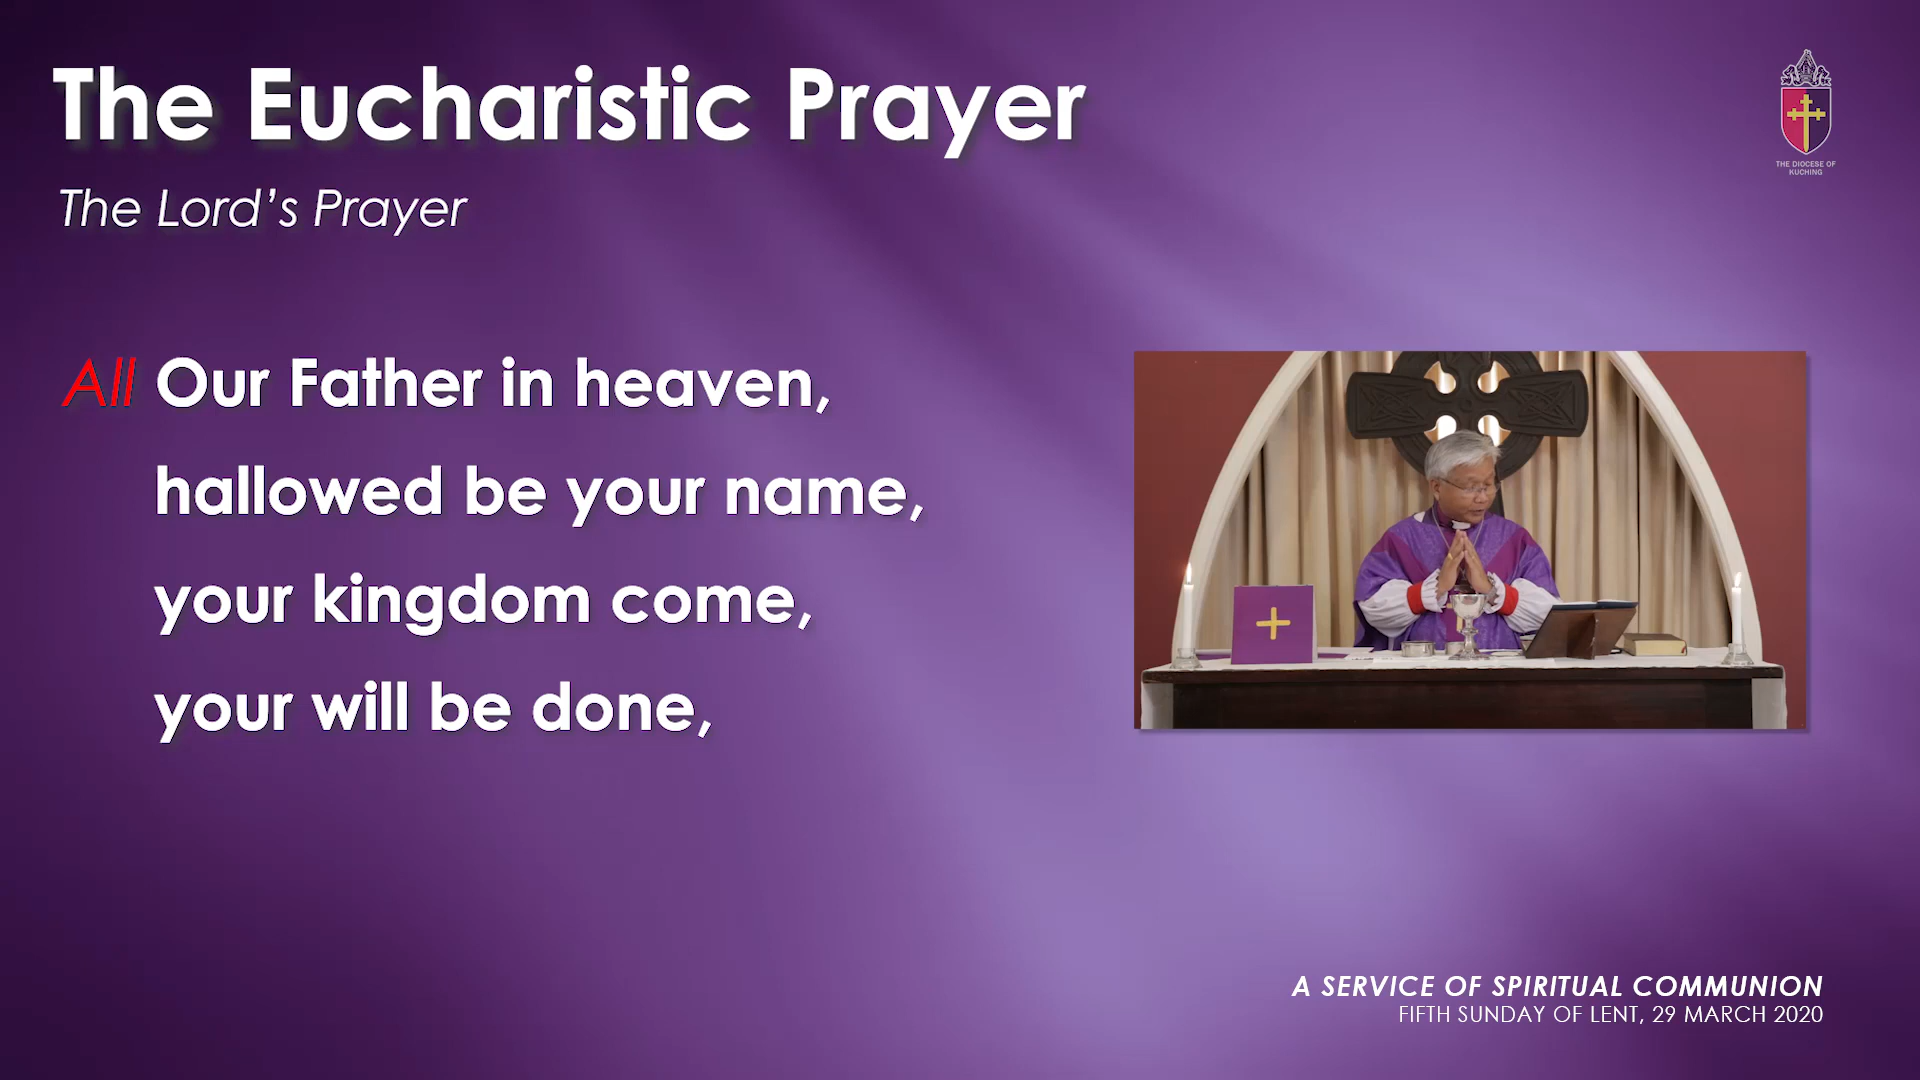 The Eucharistic Prayer
The Lord’s Prayer
THE DIOCESE OF
KUCHING
All Our Father in heaven,
hallowed be your name,
your kingdom come,
your will be done,
A SERVICE OF SPIRITUAL COMMUNION
FIFTH SUNDAY OF LENT, 29 MARCH 2020